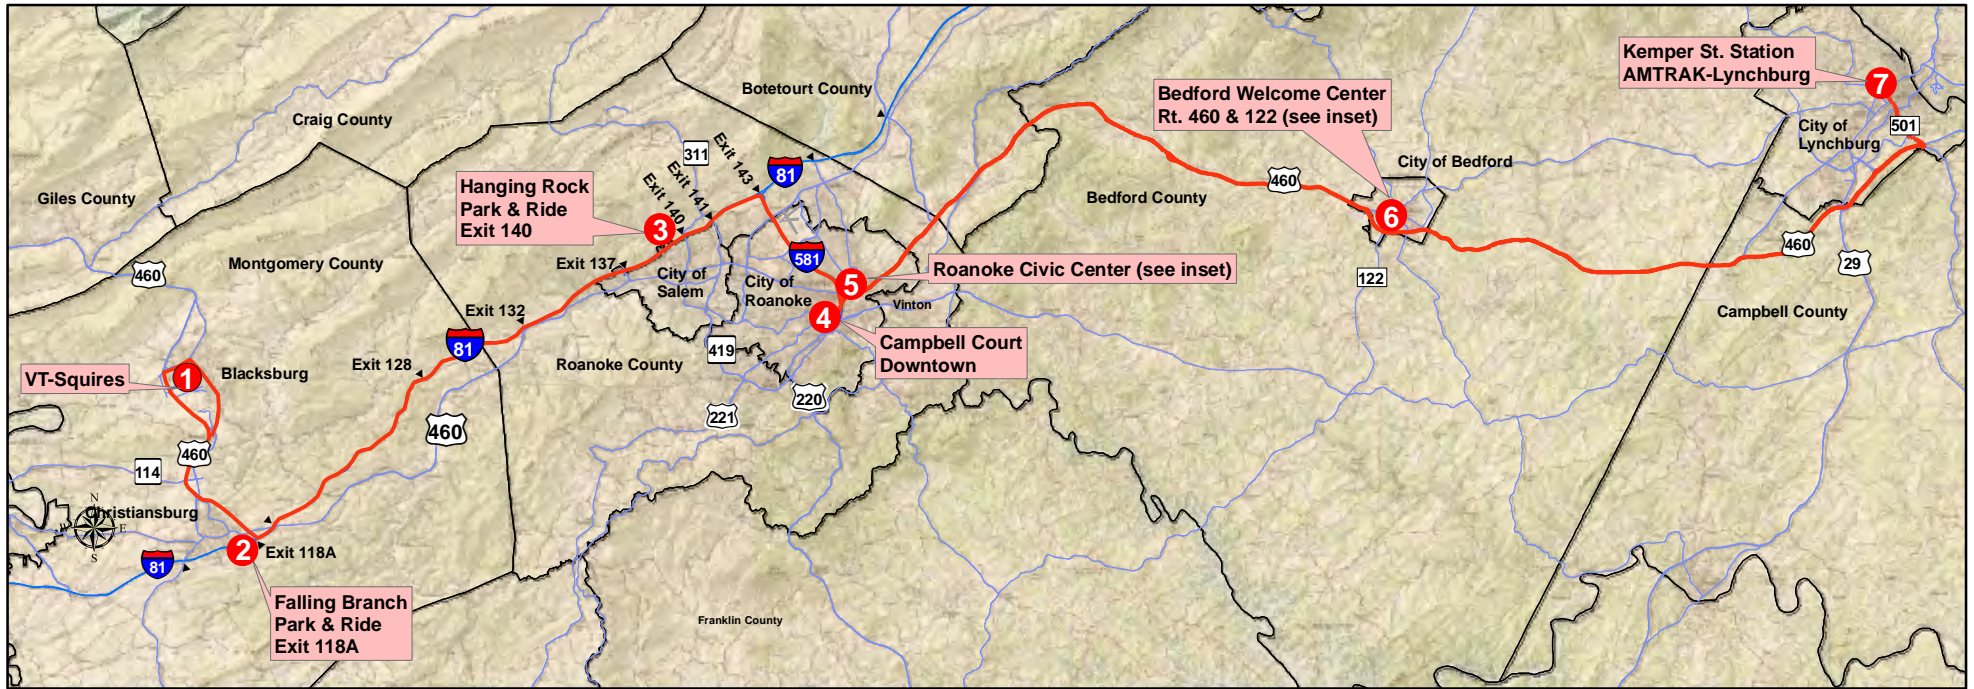 Kemper St. Station
AMTRAK-Lynchburg
7
501
City of
Lynchburg
Botetourt County
Bedford Welcome Center
Rt. 460 & 122 (see inset)
Craig County
311
Exit 143
81
City of Bedford
Giles County
Hanging Rock
Park & Ride
Exit 140
Exit 141
Exit 140
3
460
Bedford County
6
460
29
Montgomery County
460
Exit 137
City of
Salem
581
City of
Roanoke
5
Roanoke Civic Center (see inset)
122
Vinton
4
Campbell County
Exit 132
81
Campbell Court
Downtown
419
Roanoke County
Exit 128
VT-Squires
1
Blacksburg
220
221
460
460
114
N
W
E
S
Christiansburg
2
Exit 118A
81
Falling Branch
Park & Ride
Exit 118A
Franklin County